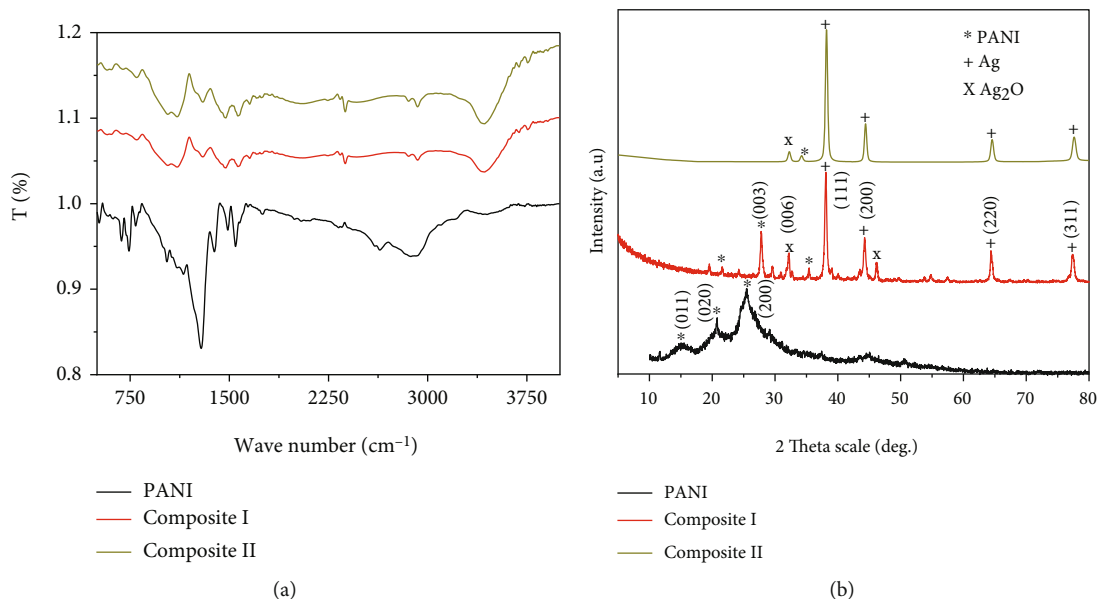 1.2
1.1
1.0
0.9
0.8
T (%)
750 1500 2250 3000 3750
Wave number (cm⁻¹)
PANI
Composite I
Composite II
(a)
* PANI
+ Ag
x Ag₂O
+ + + +
x *
*(003) (006) (111) (200) (220) (311)
* x + * + x + +
(011) (020) (200)
* * *
Intensity (a.u)
10 20 30 40 50 60 70 80
2 Theta scale (deg.)
PANI
Composite I
Composite II
(b)